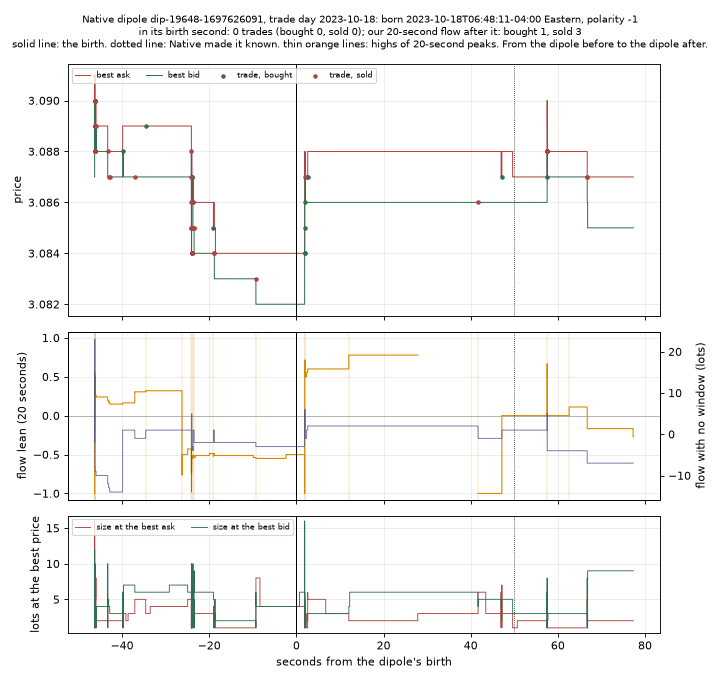 Native dipole dip-19648-1697626091, trade day 2023-10-18: born 2023-10-18T06:48:11-04:00 Eastern, polarity -1
in its birth second: 0 trades (bought 0, sold 0); our 20-second flow after it: bought 1, sold 3
solid line: the birth. dotted line: Native made it known. thin orange lines: highs of 20-second peaks. From the dipole before to the dipole after.
best ask
best bid
trade, bought
trade, sold
3.090
3.088
3.086
3.084
3.082
price
1.0
0.5
0.0
−0.5
−1.0
flow lean (20 seconds)
20
10
0
−10
flow with no window (lots)
size at the best ask
size at the best bid
15
10
5
lots at the best price
−40
−20
0
20
40
60
80
seconds from the dipole's birth